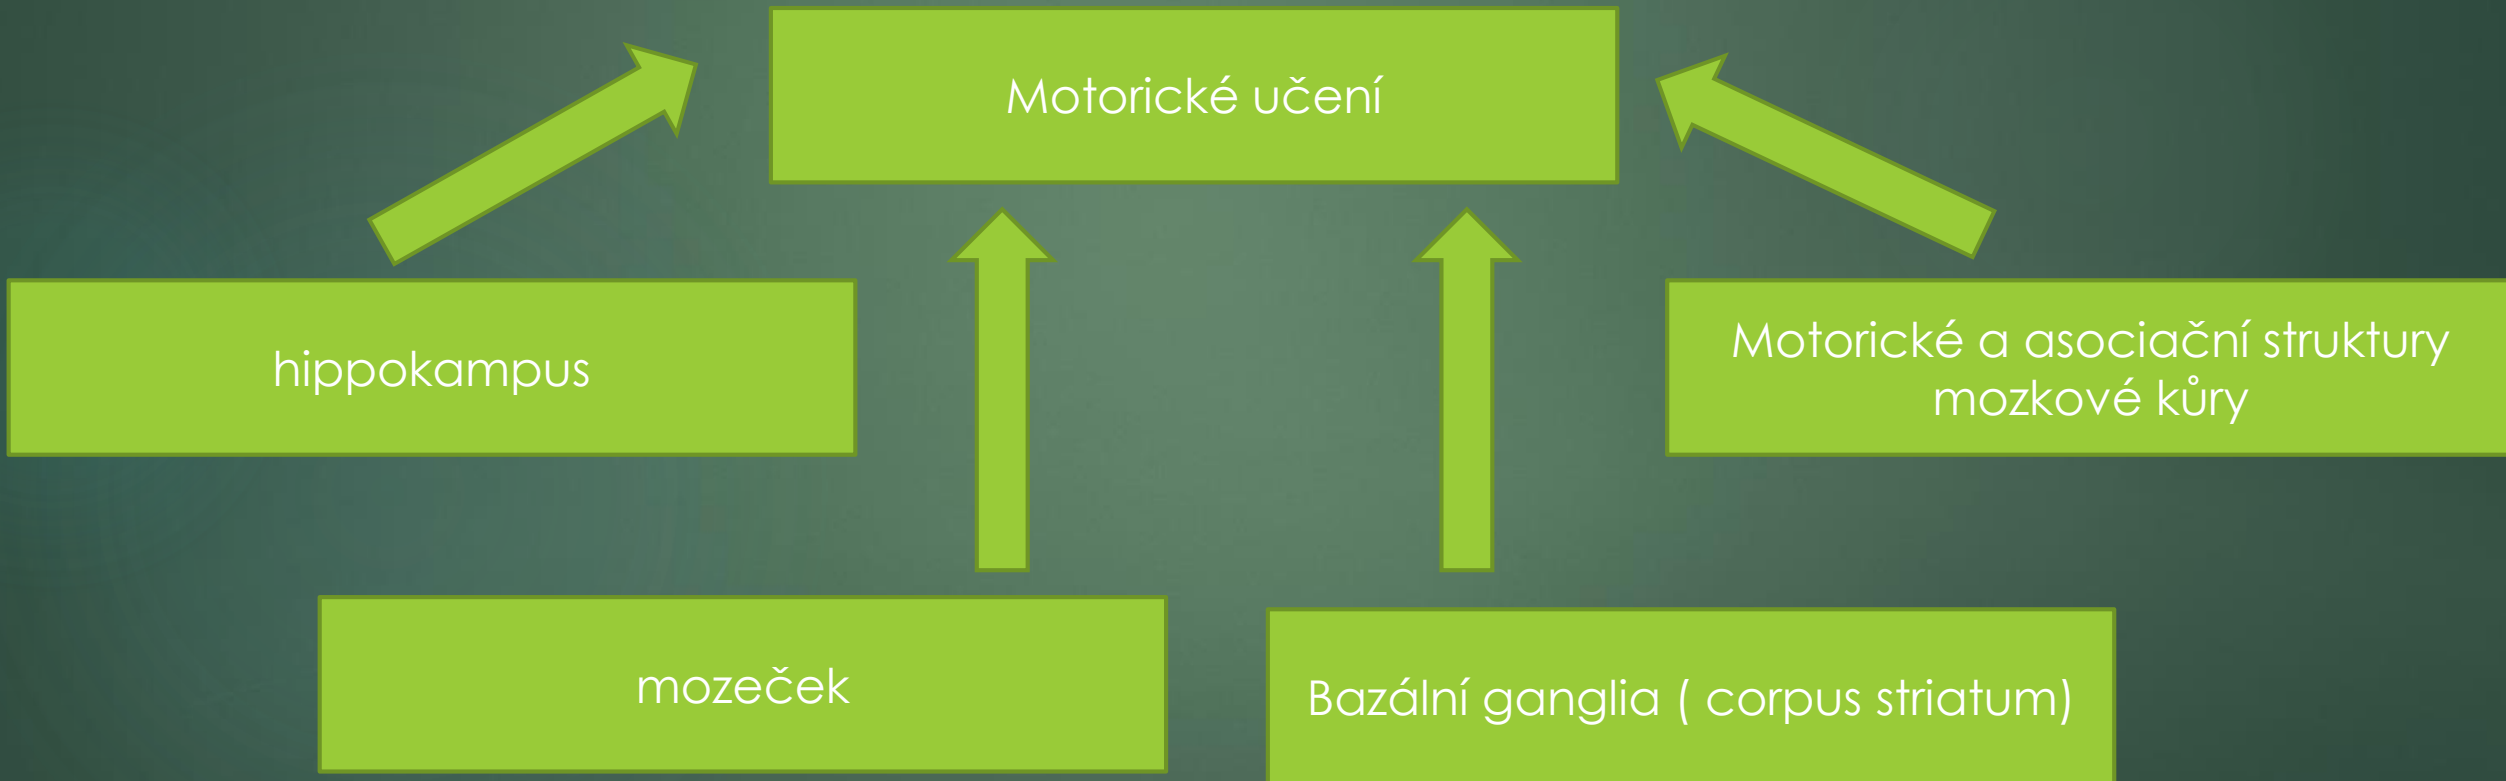 Motorické učení
hippokampus
Motorické a asociační struktury
mozkové kůry
mozeček
Bazální ganglia ( corpus striatum)